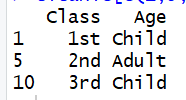 Class Age
1 1st Child
5 2nd Adult
10 3rd Child